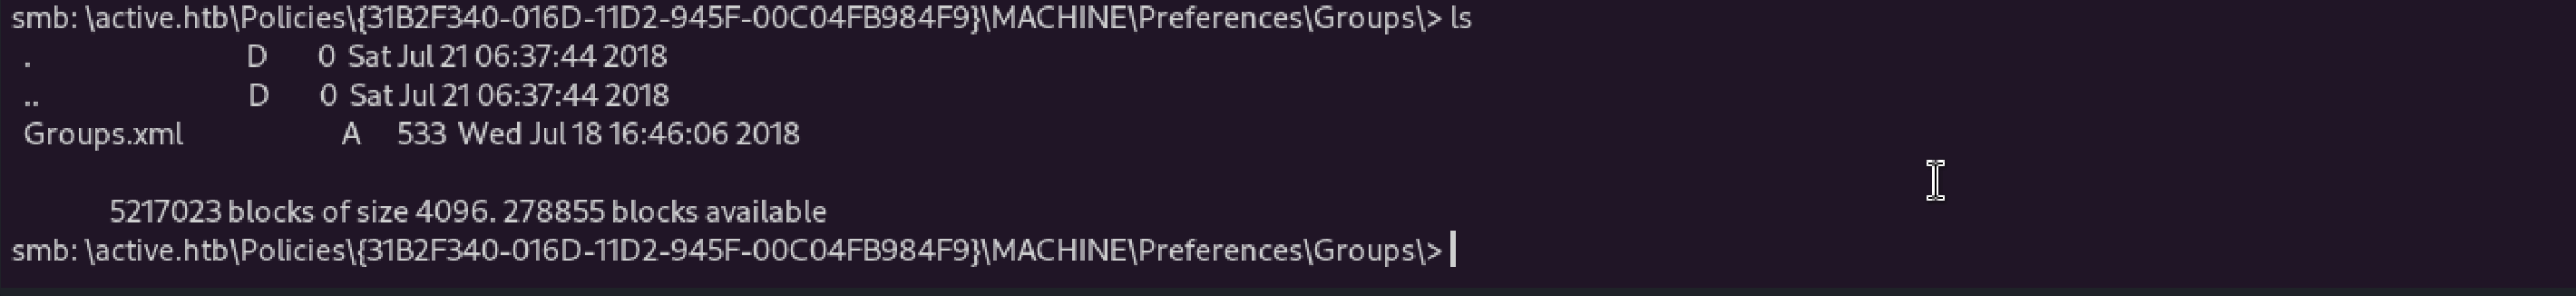 smb: \active.htb\Policies\{31B2F340-016D-11D2-945F-00C04FB984F9}\MACHINE\Preferences\Groups\> ls
. D 0 Sat Jul 21 06:37:44 2018
.. D 0 Sat Jul 21 06:37:44 2018
Groups.xml A 533 Wed Jul 18 16:46:06 2018
5217023 blocks of size 4096. 278855 blocks available
smb: \active.htb\Policies\{31B2F340-016D-11D2-945F-00C04FB984F9}\MACHINE\Preferences\Groups\>